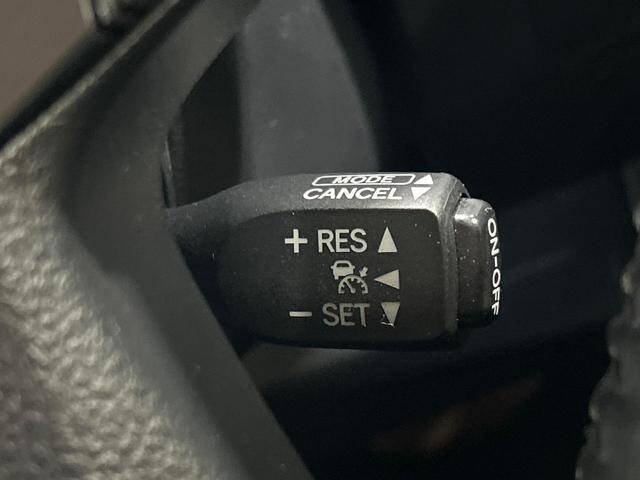 MODE
CANCEL
+ RES
- SET
ON-OFF